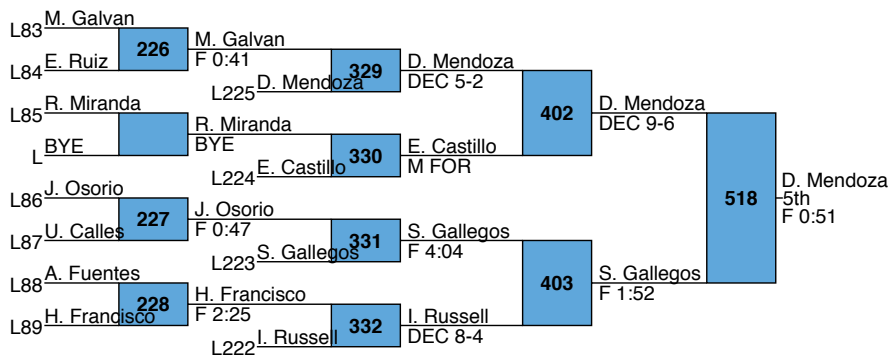 L83 M. Galvan
226
L84 E. Ruiz
M. Galvan
F 0:41
329
L225 D. Mendoza
D. Mendoza
DEC 5-2
L85 R. Miranda
L BYE
R. Miranda
BYE
330
L224 E. Castillo
E. Castillo
M FOR
402
D. Mendoza
DEC 9-6
L86 J. Osorio
227
L87 U. Calles
J. Osorio
F 0:47
331
L223 S. Gallegos
S. Gallegos
F 4:04
L88 A. Fuentes
228
L89 H. Francisco
H. Francisco
F 2:25
332
L222 I. Russell
I. Russell
DEC 8-4
403
S. Gallegos
F 1:52
518
D. Mendoza
5th
F 0:51